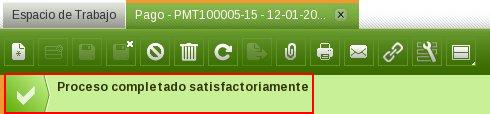 Espacio de Trabajo
Pago - PMT100005-15 - 12-01-20...
Proceso completado satisfactoriamente